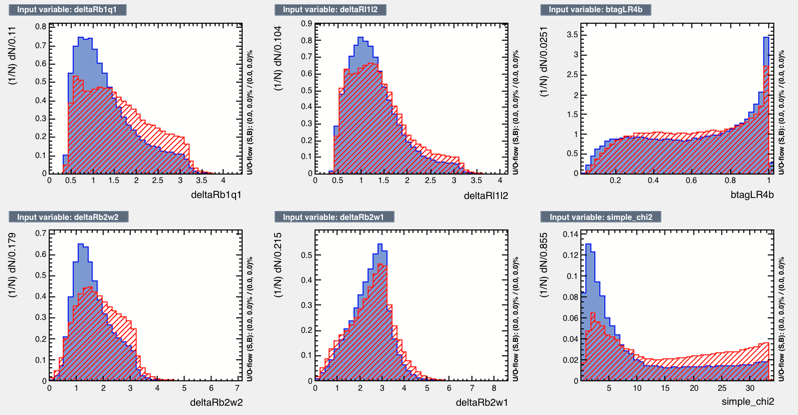 Input variable: deltaRb1q1
(1/N) dN/0.11
0.8
0.7
0.6
0.5
0.4
0.3
0.2
0.1
0
0 0.5 1 1.5 2 2.5 3 3.5 4
deltaRb1q1
U/O-flow (S,B): (0.0, 0.0)% / (0.0, 0.0)%
Input variable: deltaRl1l2
(1/N) dN/0.104
0.9
0.8
0.7
0.6
0.5
0.4
0.3
0.2
0.1
0
0 0.5 1 1.5 2 2.5 3 3.5 4
deltaRl1l2
U/O-flow (S,B): (0.0, 0.0)% / (0.0, 0.0)%
Input variable: btagLR4b
(1/N) dN/0.0251
3.5
3
2.5
2
1.5
1
0.5
0
0.2 0.4 0.6 0.8 1
btagLR4b
U/O-flow (S,B): (0.0, 0.0)% / (0.0, 0.0)%
Input variable: deltaRb2w2
(1/N) dN/0.179
0.7
0.6
0.5
0.4
0.3
0.2
0.1
0
0 1 2 3 4 5 6 7
deltaRb2w2
U/O-flow (S,B): (0.0, 0.0)% / (0.0, 0.0)%
Input variable: deltaRb2w1
(1/N) dN/0.215
0.6
0.5
0.4
0.3
0.2
0.1
0
0 1 2 3 4 5 6 7 8
deltaRb2w1
U/O-flow (S,B): (0.0, 0.0)% / (0.0, 0.0)%
Input variable: simple_chi2
(1/N) dN/0.855
0.14
0.12
0.1
0.08
0.06
0.04
0.02
0
5 10 15 20 25 30
simple_chi2
U/O-flow (S,B): (0.0, 0.0)% / (0.0, 0.0)%